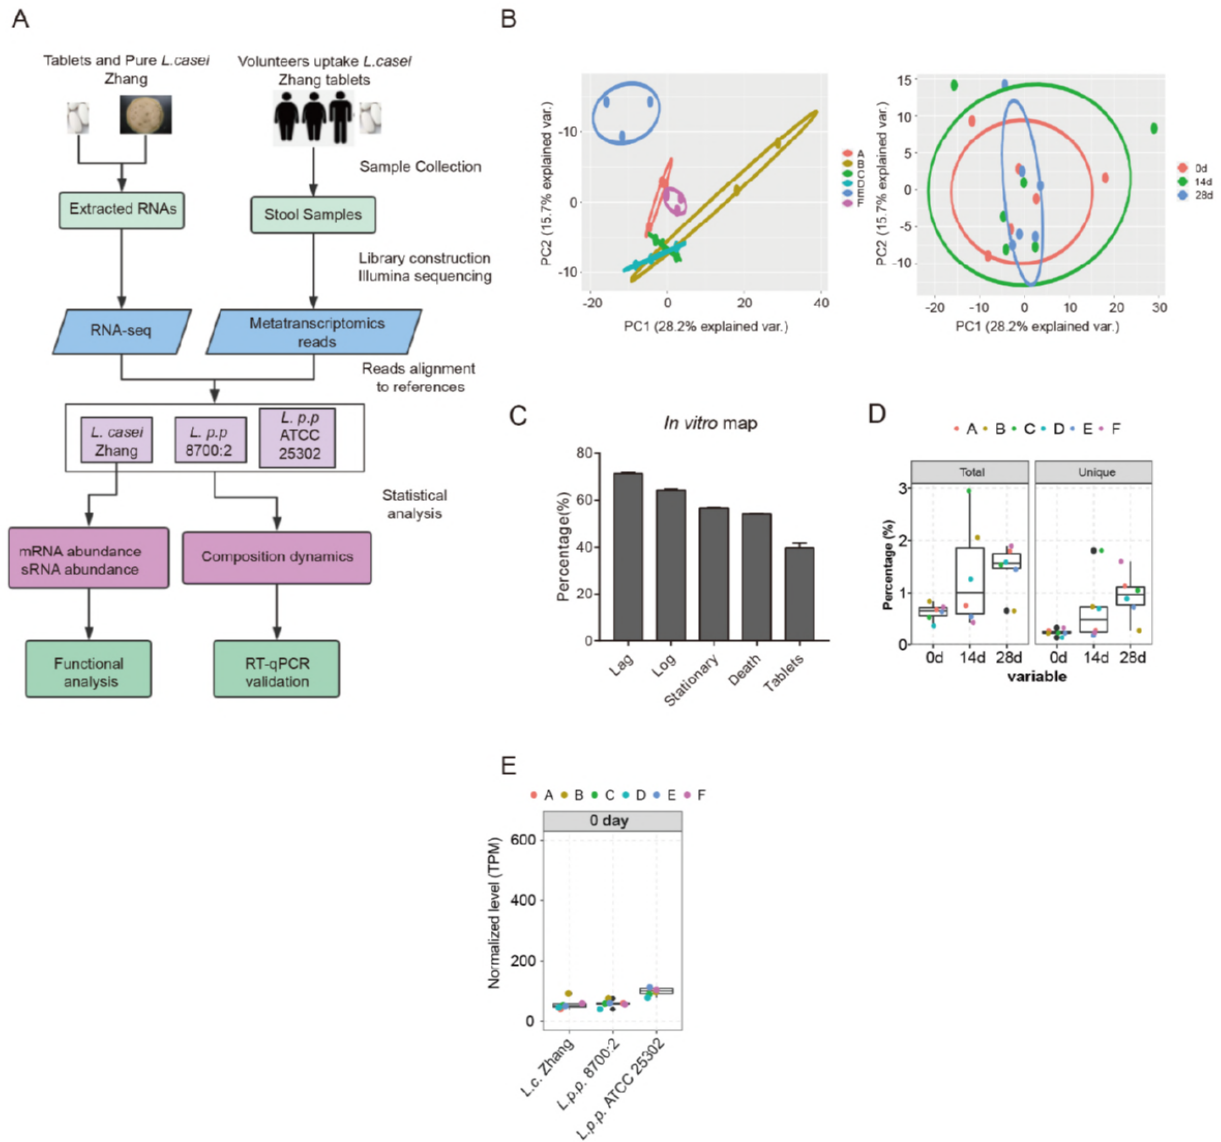 A
Tablets and Pure L.casei
Zhang
Volunteers uptake L.casei
Zhang tablets
Sample Collection
Extracted RNAs
Stool Samples
Library construction
Illumina sequencing
RNA-seq
Metatranscriptomics
reads
Reads alignment
to references
L. casei
Zhang
L. p.p
8700:2
L. p.p
ATCC
25302
Statistical
analysis
mRNA abundance
sRNA abundance
Composition dynamics
Functional
analysis
RT-qPCR
validation
B
PC2 (15.7% explained var.)
-10
0
-10
-20
0
20
40
PC1 (28.2% explained var.)
A
B
C
D
E
F
PC2 (15.7% explained var.)
15
10
5
0
-5
-10
-20
-10
0
10
20
30
PC1 (28.2% explained var.)
0d
14d
28d
C
In vitro map
Percentage(%)
80
60
40
20
0
Lag
Log
Stationary
Death
Tablets
D
A B C D E F
Total
Unique
Percentage (%)
3
2
1
0
0d 14d 28d
0d 14d 28d
variable
E
A B C D E F
0 day
Normalized level (TPM)
600
400
200
0
L.c. Zhang
L.p.p. 8700:2
L.p.p. ATCC 25302